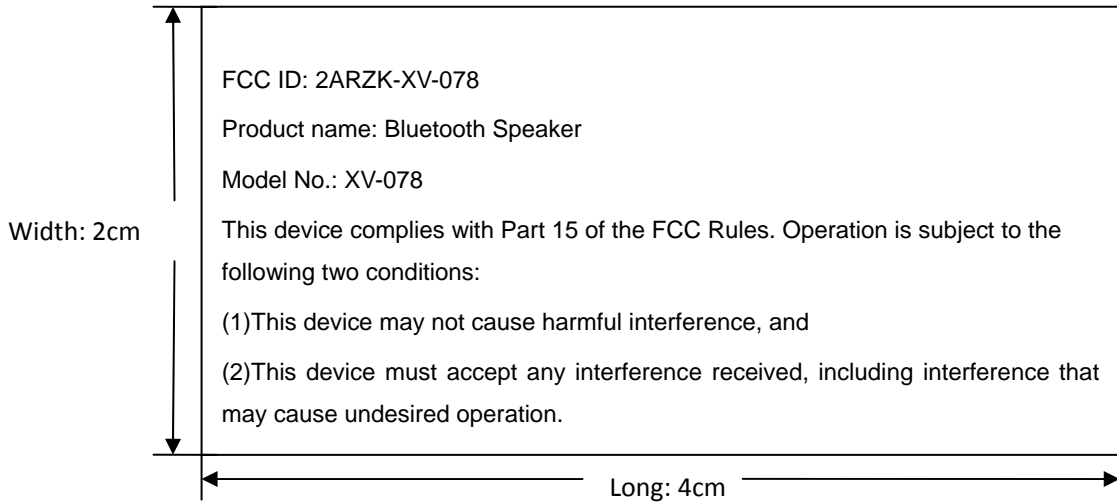 FCC ID: 2ARZK-XV-078
Product name: Bluetooth Speaker
Model No.: XV-078
Width: 2cm
This device complies with Part 15 of the FCC Rules. Operation is subject to the
following two conditions:
(1)This device may not cause harmful interference, and
(2)This device must accept any interference received, including interference that
may cause undesired operation.
Long: 4cm